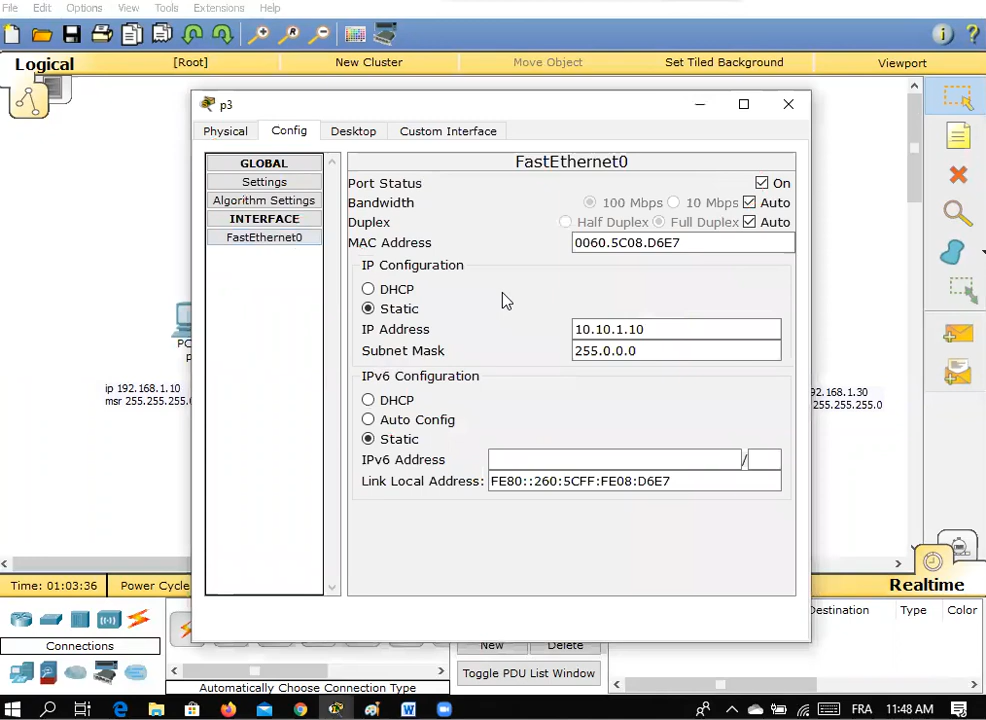 File Edit Options View Tools Extensions Help
Logical [Root] New Cluster Move Object Set Tiled Background Viewport
p3
Physical Config Desktop Custom Interface
GLOBAL
Settings
Algorithm Settings
INTERFACE
FastEthernet0
FastEthernet0
Port Status On
Bandwidth 100 Mbps 10 Mbps Auto
Duplex Half Duplex Full Duplex Auto
MAC Address 0060.5C08.D6E7
IP Configuration
DHCP
Static
IP Address 10.10.1.10
Subnet Mask 255.0.0.0
IPv6 Configuration
DHCP
Auto Config
Static
IPv6 Address /
Link Local Address: FE80::260:5CFF:FE08:D6E7
PC
ip 192.168.1.10
msr 255.255.255.
.92.168.1.30
255.255.0
Time: 01:03:36 Power Cycle Realtime
Connections
Automatically Choose Connection Type
New Delete
Toggle PDU List Window
Destination Type Color
FRA 11:48 AM